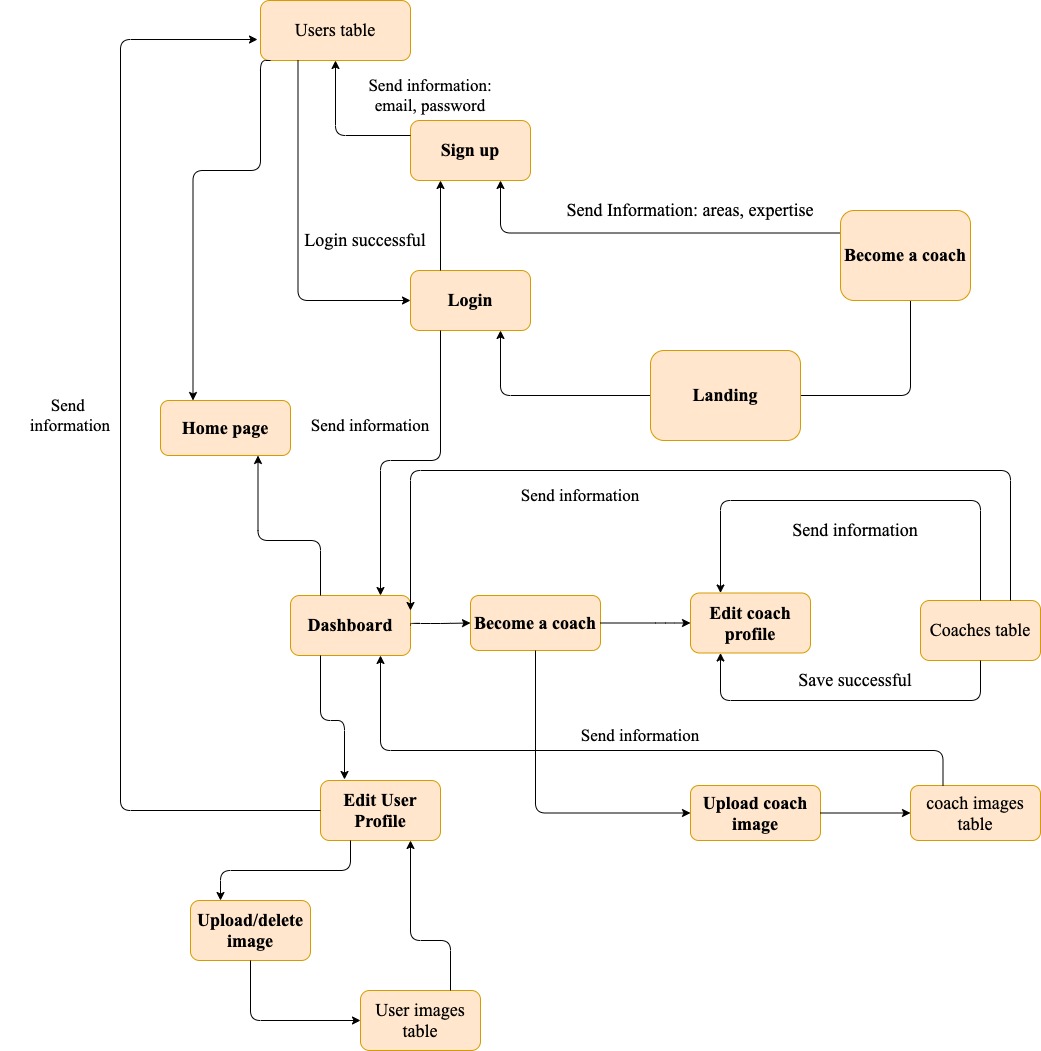 Users table
Send information:
email, password
Sign up
Send Information: areas, expertise
Become a coach
Login successful
Login
Landing
Send
information
Home page
Send information
Send information
Send information
Dashboard
Become a coach
Edit coach
profile
Coaches table
Save successful
Send information
Edit User
Profile
Upload coach
image
coach images
table
Upload/delete
image
User images
table